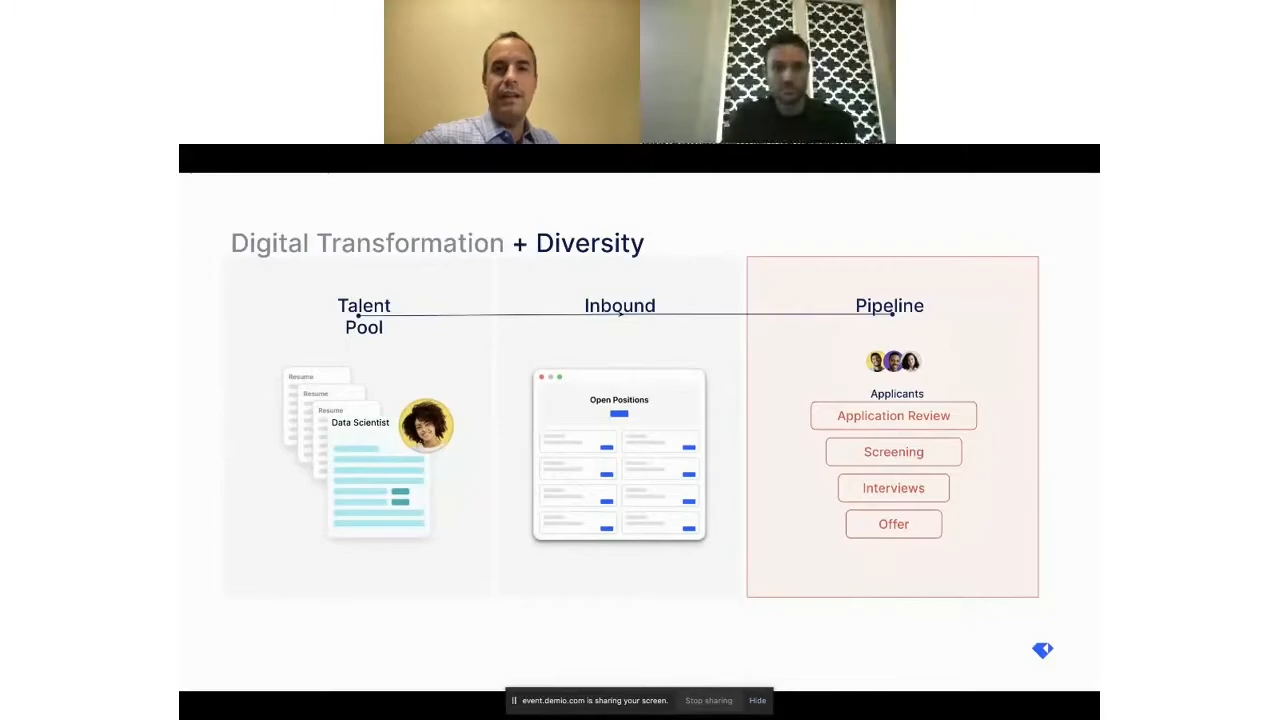 Digital Transformation + Diversity
Talent
Pool
Inbound
Pipeline
Resume
Resume
Resume
Data Scientist
Open Positions
Applicants
Application Review
Screening
Interviews
Offer
event.demio.com is sharing your screen.
Stop sharing
Hide